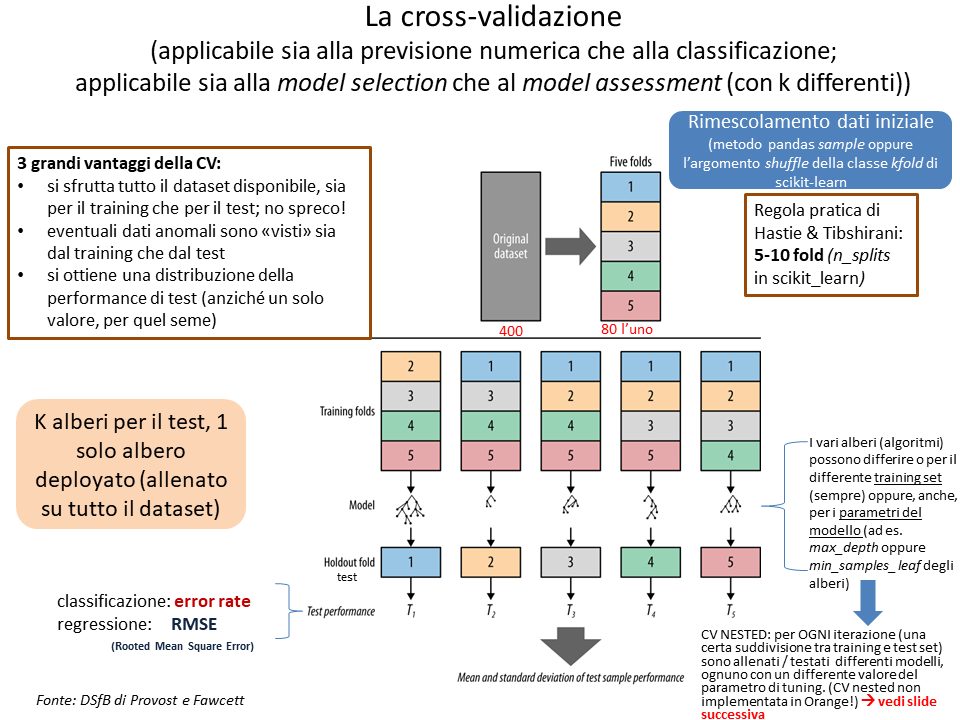 La cross-validazione
(applicabile sia alla previsione numerica che alla classificazione;
applicabile sia alla model selection che al model assessment (con k differenti))
3 grandi vantaggi della CV:
• si sfrutta tutto il dataset disponibile, sia
per il training che per il test; no spreco!
• eventuali dati anomali sono «visti» sia
dal training che dal test
• si ottiene una distribuzione della
performance di test (anziché un solo
valore, per quel seme)
Rimescolamento dati iniziale
(metodo pandas sample oppure
l’argomento shuffle della classe kfold di
scikit-learn
Five folds
Original
dataset
1
2
3
4
5
400
80 l’uno
Regola pratica di
Hastie & Tibshirani:
5-10 fold (n_splits
in scikit_learn)
Training folds
2 1 1 1 1
3 3 2 2 2
4 4 4 3 3
5 5 5 5 4
K alberi per il test, 1
solo albero
deployato (allenato
su tutto il dataset)
Model
I vari alberi (algoritmi)
possono differire o per il
differente training set
(sempre) oppure, anche,
per i parametri del
modello (ad es.
max_depth oppure
min_samples_ leaf degli
alberi)
Holdout fold
test
1 2 3 4 5
classificazione: error rate
regressione: RMSE
(Rooted Mean Square Error)
Test performance
T1 T2 T3 T4 T5
Mean and standard deviation of test sample performance
CV NESTED: per OGNI iterazione (una
certa suddivisione tra training e test set)
sono allenati / testati differenti modelli,
ognuno con un differente valore del
parametro di tuning. (CV nested non
implementata in Orange!) → vedi slide
successiva
Fonte: DSfB di Provost e Fawcett